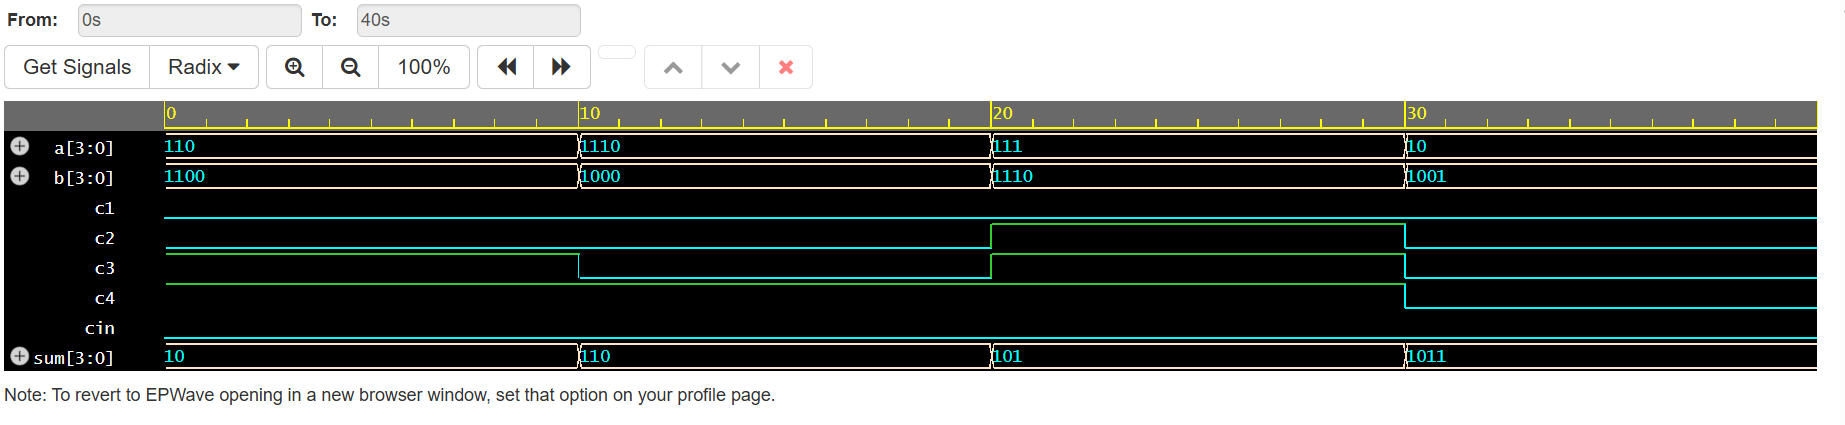 From: 0s To: 40s
Get Signals Radix 100%
0 10 20 30
a[3:0] 110 1110 111 10
b[3:0] 1100 1000 1110 1001
c1
c2
c3
c4
cin
sum[3:0] 10 110 101 1011
Note: To revert to EPWave opening in a new browser window, set that option on your profile page.